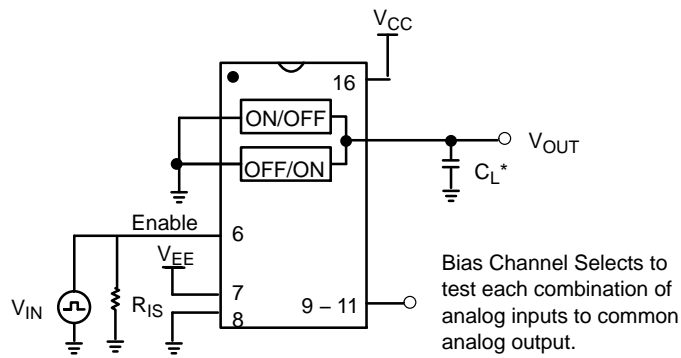 VCC
16
ON/OFF
OFF/ON
VOUT
CL*
Enable
6
VEE
7
8
9 – 11
VIN
RIS
Bias Channel Selects to
test each combination of
analog inputs to common
analog output.